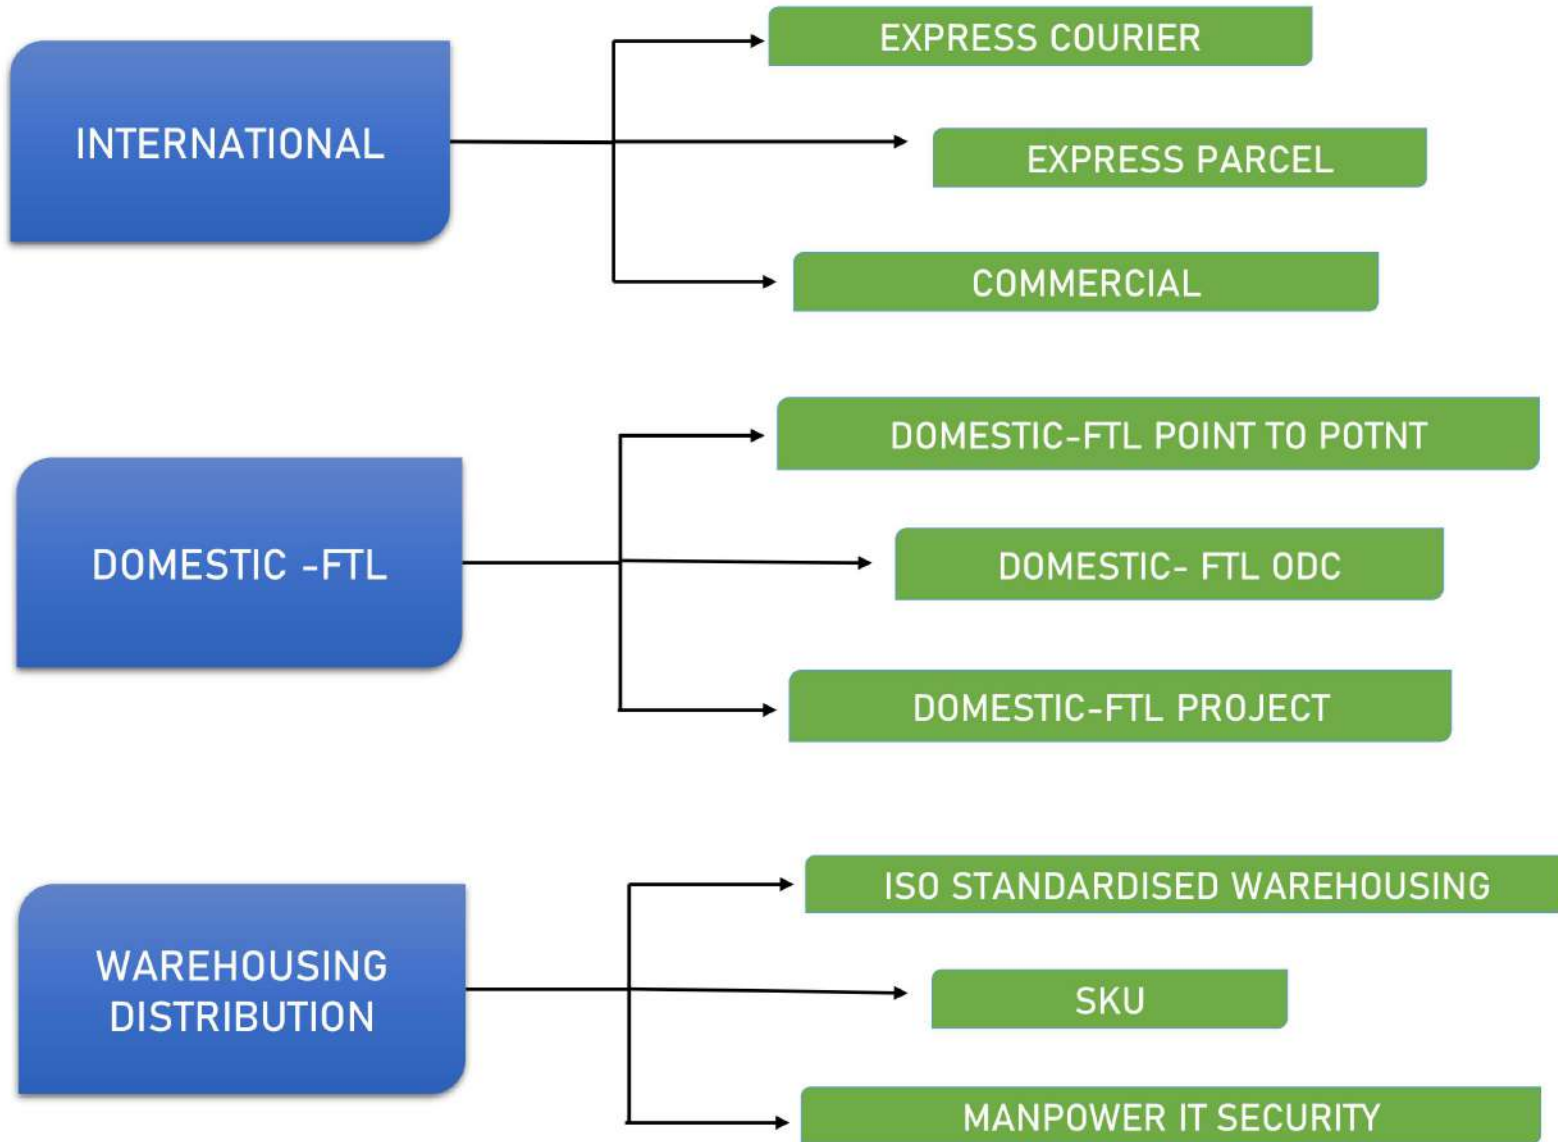 INTERNATIONAL
EXPRESS COURIER
EXPRESS PARCEL
COMMERCIAL
DOMESTIC -FTL
DOMESTIC-FTL POINT TO POTNT
DOMESTIC- FTL ODC
DOMESTIC-FTL PROJECT
WAREHOUSING
DISTRIBUTION
ISO STANDARDISED WAREHOUSING
SKU
MANPOWER IT SECURITY